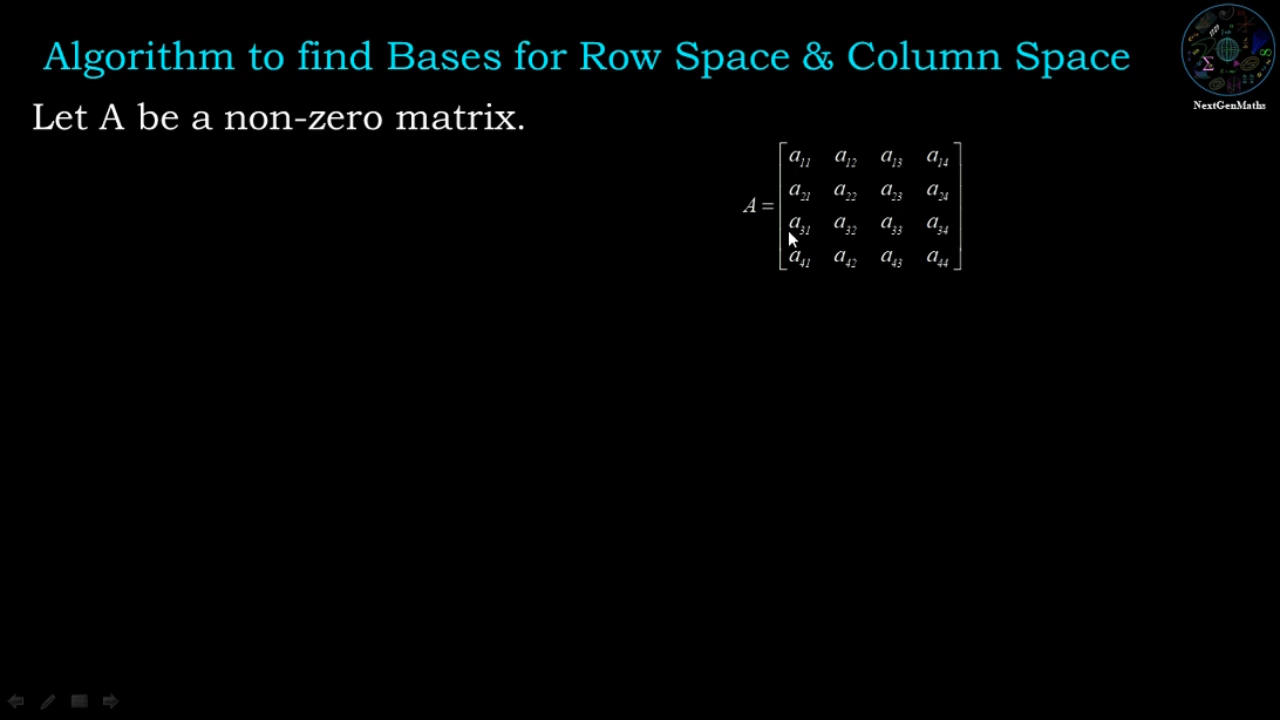 Algorithm to find Bases for Row Space & Column Space
NextGenMaths
Let A be a non-zero matrix.
a11 a12 a13 a14
a21 a22 a23 a24
A =
a31 a32 a33 a34
a41 a42 a43 a44